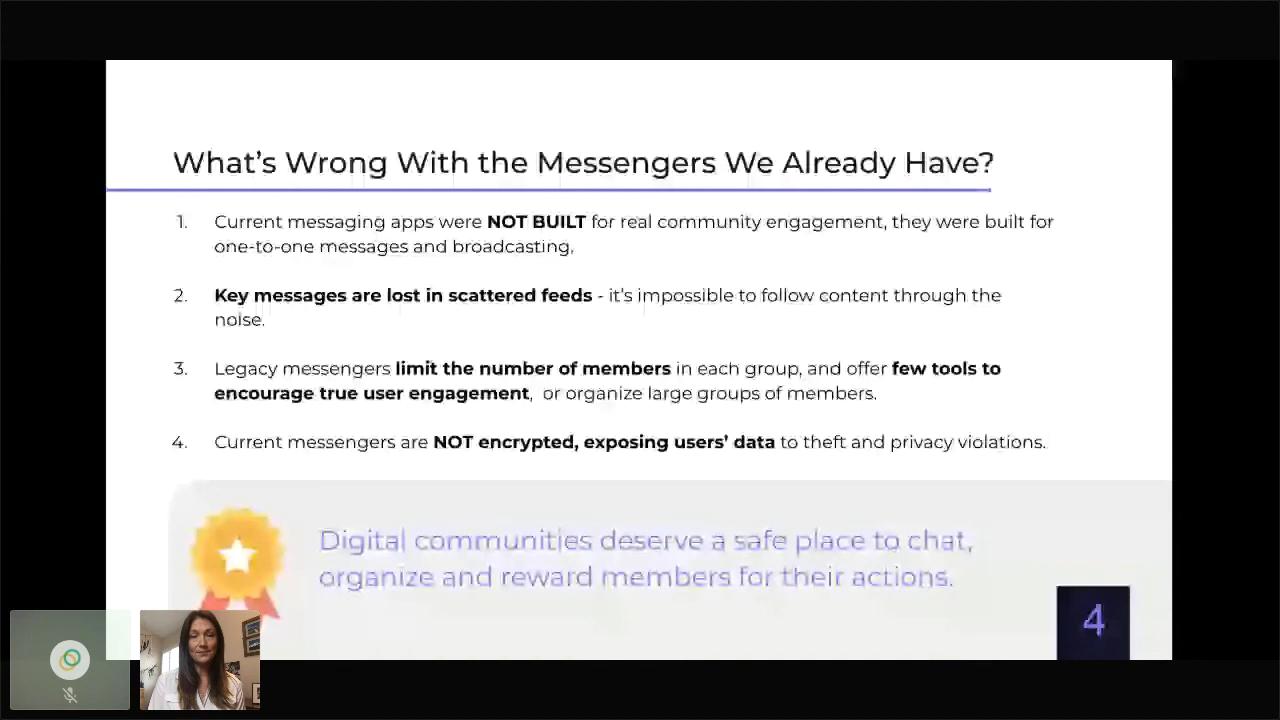 What's Wrong With the Messengers We Already Have?
1. Current messaging apps were NOT BUILT for real community engagement, they were built for
one-to-one messages and broadcasting.
2. Key messages are lost in scattered feeds - it's impossible to follow content through the
noise.
3. Legacy messengers limit the number of members in each group, and offer few tools to
encourage true user engagement, or organize large groups of members.
4. Current messengers are NOT encrypted, exposing users' data to theft and privacy violations.
Digital communities deserve a safe place to chat,
organize and reward members for their actions.
4